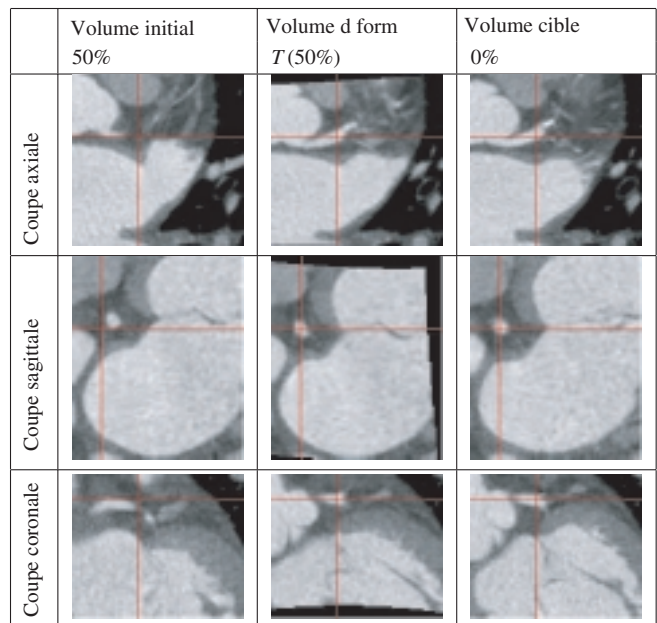 Volume initial
50%
Volume d form
T (50%)
Volume cible
0%
Coupe axiale
Coupe sagittale
Coupe coronale